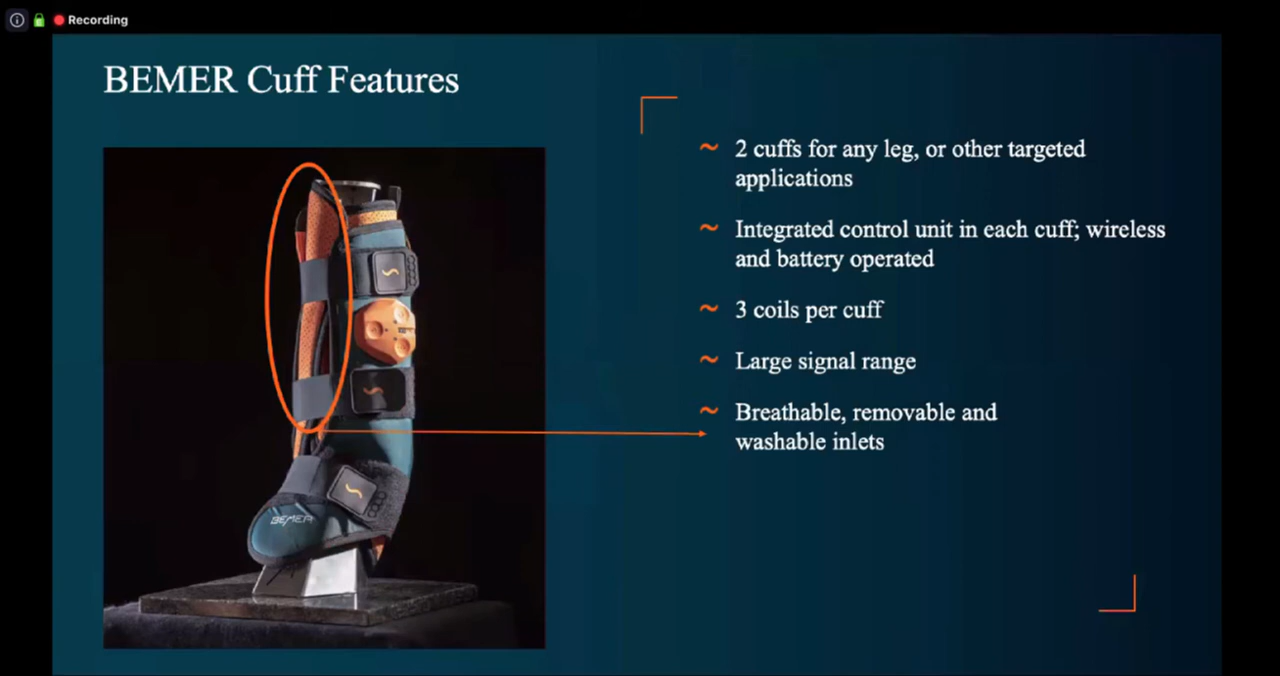 Recording
BEMER Cuff Features
~ 2 cuffs for any leg, or other targeted
applications
~ Integrated control unit in each cuff; wireless
and battery operated
~ 3 coils per cuff
~ Large signal range
~ Breathable, removable and
washable inlets
BEMER